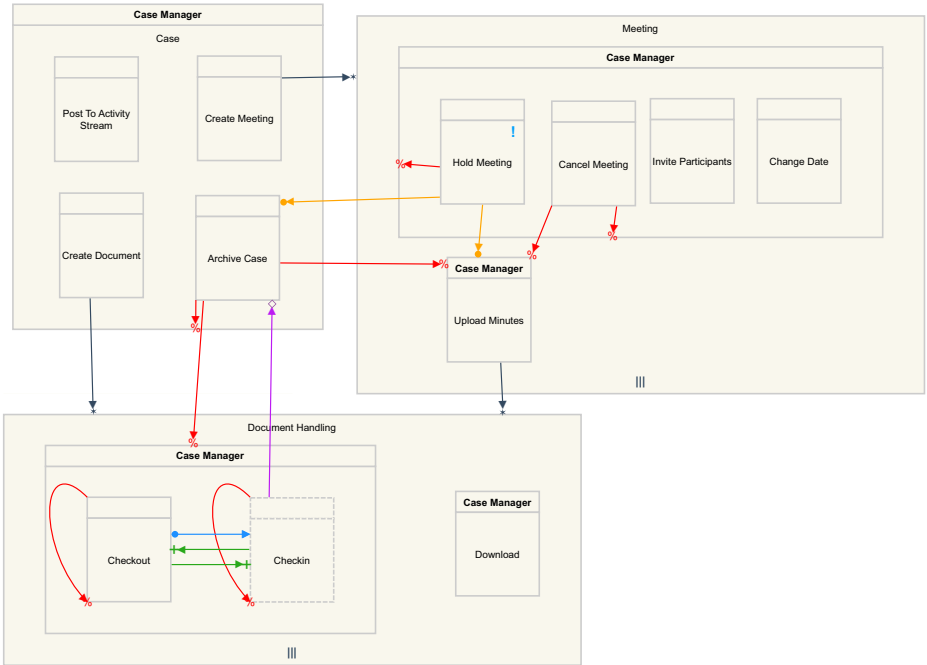 Case Manager
Case
Post To Activity
Stream
Create Meeting
*
Create Document
Archive Case
%
Meeting
Case Manager
!
Hold Meeting
Cancel Meeting
Invite Participants
Change Date
%
%
%
%
Case Manager
Upload Minutes
*
*
Document Handling
%
Case Manager
Checkout
%
Checkin
%
Case Manager
Download